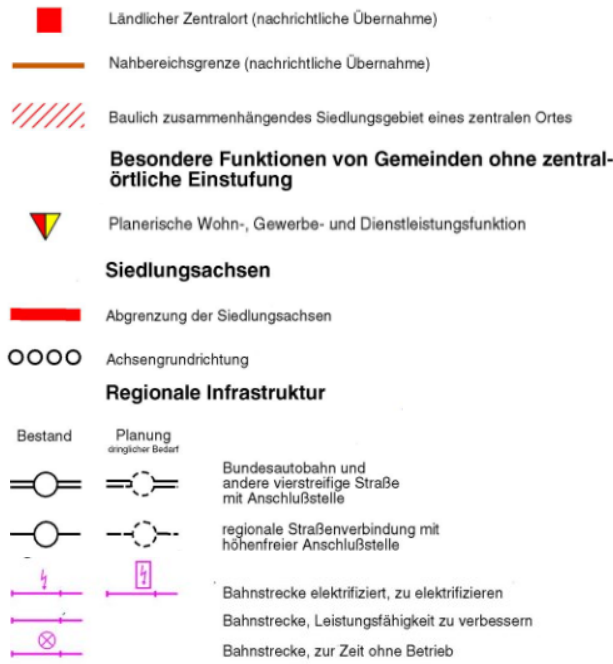 Ländlicher Zentralort (nachrichtliche Übernahme)
Nahbereichsgrenze (nachrichtliche Übernahme)
Baulich zusammenhängendes Siedlungsgebiet eines zentralen Ortes
Besondere Funktionen von Gemeinden ohne zentral-
örtliche Einstufung
Planerische Wohn-, Gewerbe- und Dienstleistungsfunktion
Siedlungsachsen
Abgrenzung der Siedlungsachsen
Achsengrundrichtung
Regionale Infrastruktur
Bestand Planung
dringlicher Bedarf
Bundesautobahn und
andere vierstreifige Straße
mit Anschlußstelle
regionale Straßenverbindung mit
höhenfreier Anschlußstelle
Bahnstrecke elektrifiziert, zu elektrifizieren
Bahnstrecke, Leistungsfähigkeit zu verbessern
Bahnstrecke, zur Zeit ohne Betrieb